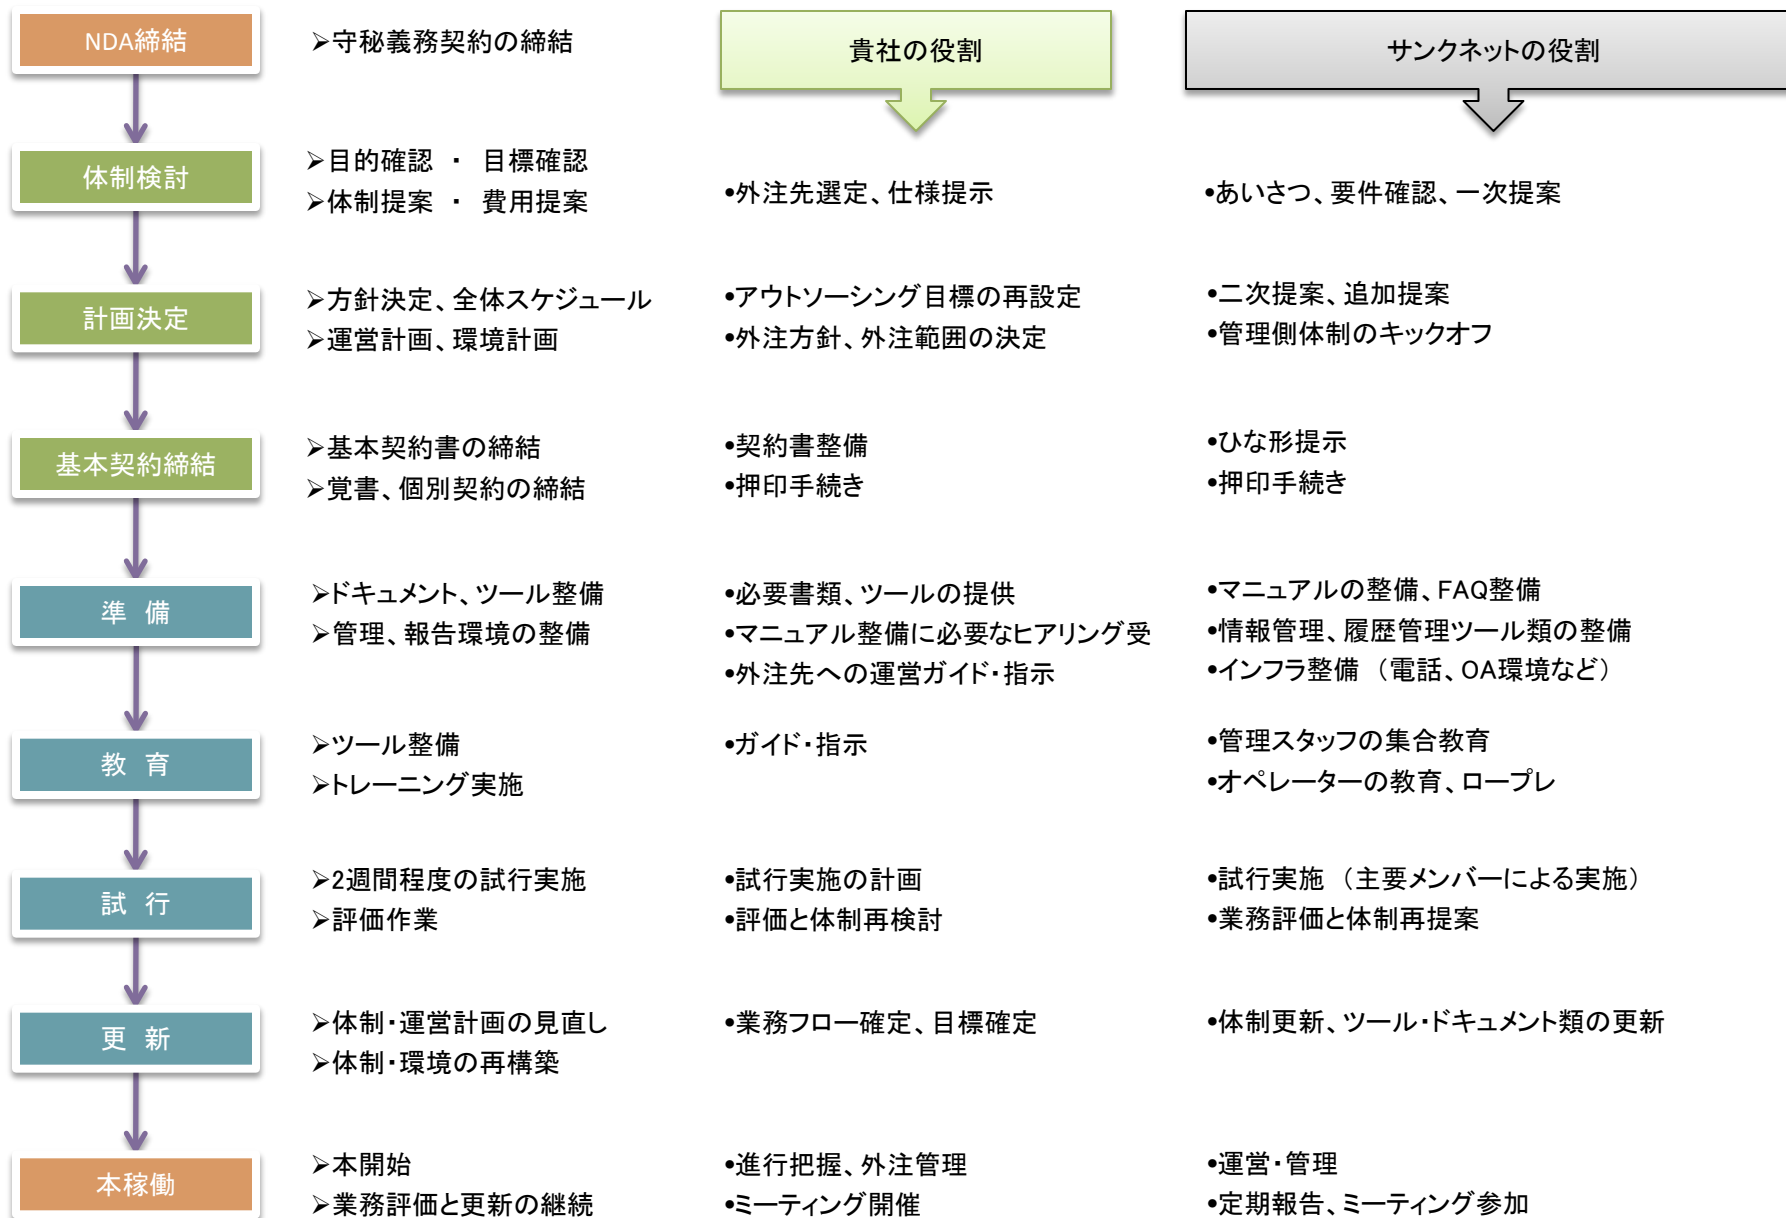 NDA締結
➢守秘義務契約の締結
貴社の役割
サンクネットの役割
体制検討
➢目的確認 ・ 目標確認
➢体制提案 ・ 費用提案
•外注先選定、仕様提示
•あいさつ、要件確認、一次提案
計画決定
➢方針決定、全体スケジュール
➢運営計画、環境計画
•アウトソーシング目標の再設定
•外注方針、外注範囲の決定
•二次提案、追加提案
•管理側体制のキックオフ
基本契約締結
➢基本契約書の締結
➢覚書、個別契約の締結
•契約書整備
•押印手続き
•ひな形提示
•押印手続き
準 備
➢ドキュメント、ツール整備
➢管理、報告環境の整備
•必要書類、ツールの提供
•マニュアル整備に必要なヒアリング受
•外注先への運営ガイド・指示
•マニュアルの整備、FAQ整備
•情報管理、履歴管理ツール類の整備
•インフラ整備 （電話、OA環境など）
教 育
➢ツール整備
➢トレーニング実施
•ガイド・指示
•管理スタッフの集合教育
•オペレーターの教育、ロープレ
試 行
➢2週間程度の試行実施
➢評価作業
•試行実施の計画
•評価と体制再検討
•試行実施 （主要メンバーによる実施）
•業務評価と体制再提案
更 新
➢体制・運営計画の見直し
➢体制・環境の再構築
•業務フロー確定、目標確定
•体制更新、ツール・ドキュメント類の更新
本稼働
➢本開始
➢業務評価と更新の継続
•進行把握、外注管理
•ミーティング開催
•運営・管理
•定期報告、ミーティング参加